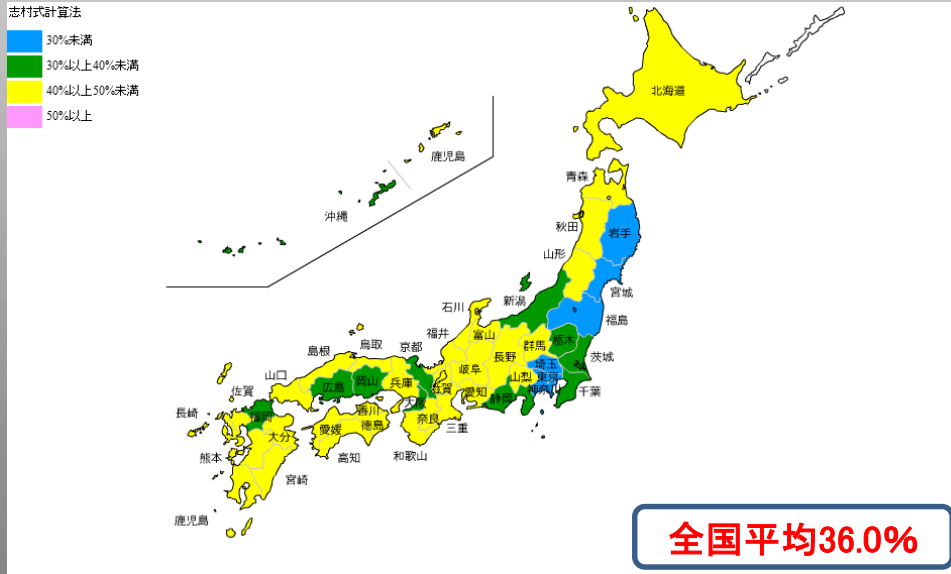 志村式計算法
30%未満
30%以上40%未満
40%以上50%未満
50%以上
北海道
鹿児島
青森
沖縄
秋田
岩手
山形
宮城
新潟
石川
福島
福井
富山
群馬
栃木
島根
鳥取
京都
長野
茨城
埼玉
山口
岐阜
山梨
東京
広島
岡山
兵庫
滋賀
愛知
静岡
神奈川
千葉
佐賀
長崎
福岡
大阪
香川
奈良
愛媛
徳島
三重
大分
高知
和歌山
熊本
宮崎
鹿児島
全国平均36.0%